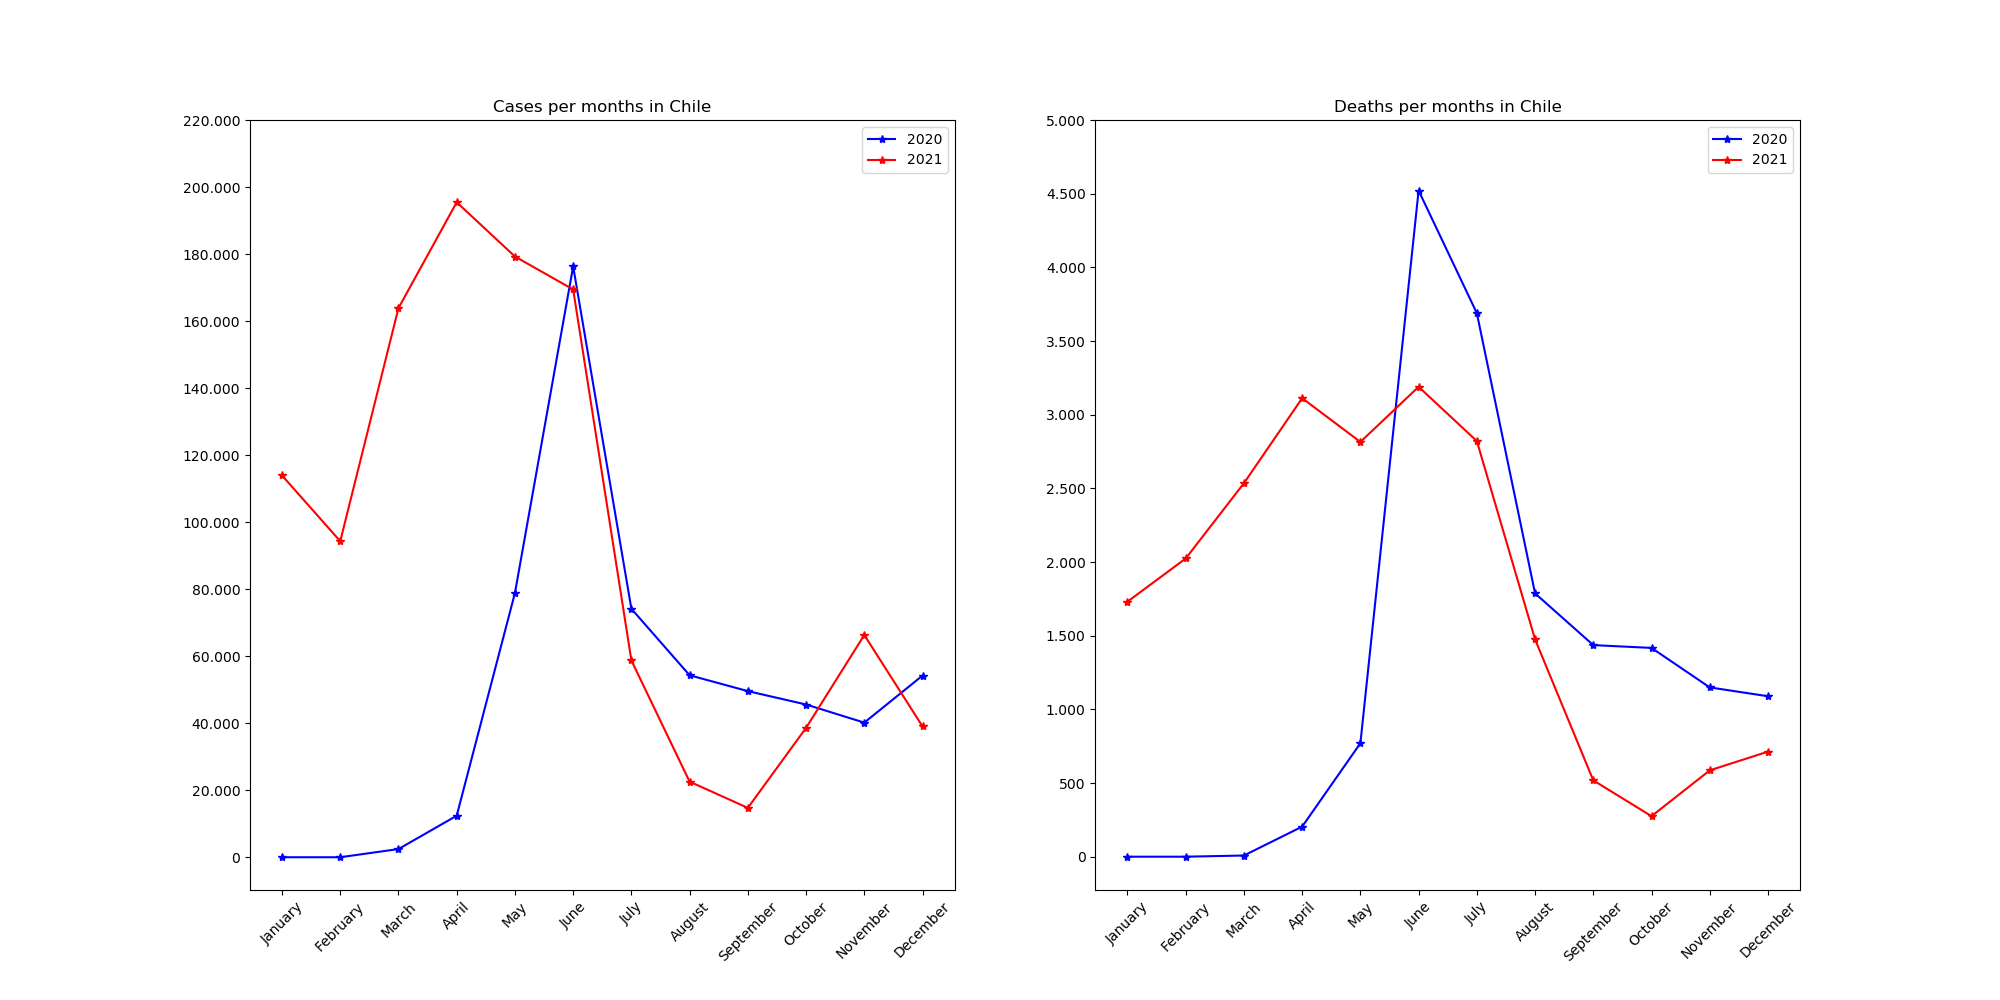 Cases per months in Chile
220.000
200.000
180.000
160.000
140.000
120.000
100.000
80.000
60.000
40.000
20.000
0
2020
2021
January
February
March
April
May
June
July
August
September
October
November
December
Deaths per months in Chile
5.000
4.500
4.000
3.500
3.000
2.500
2.000
1.500
1.000
500
0
2020
2021
January
February
March
April
May
June
July
August
September
October
November
December